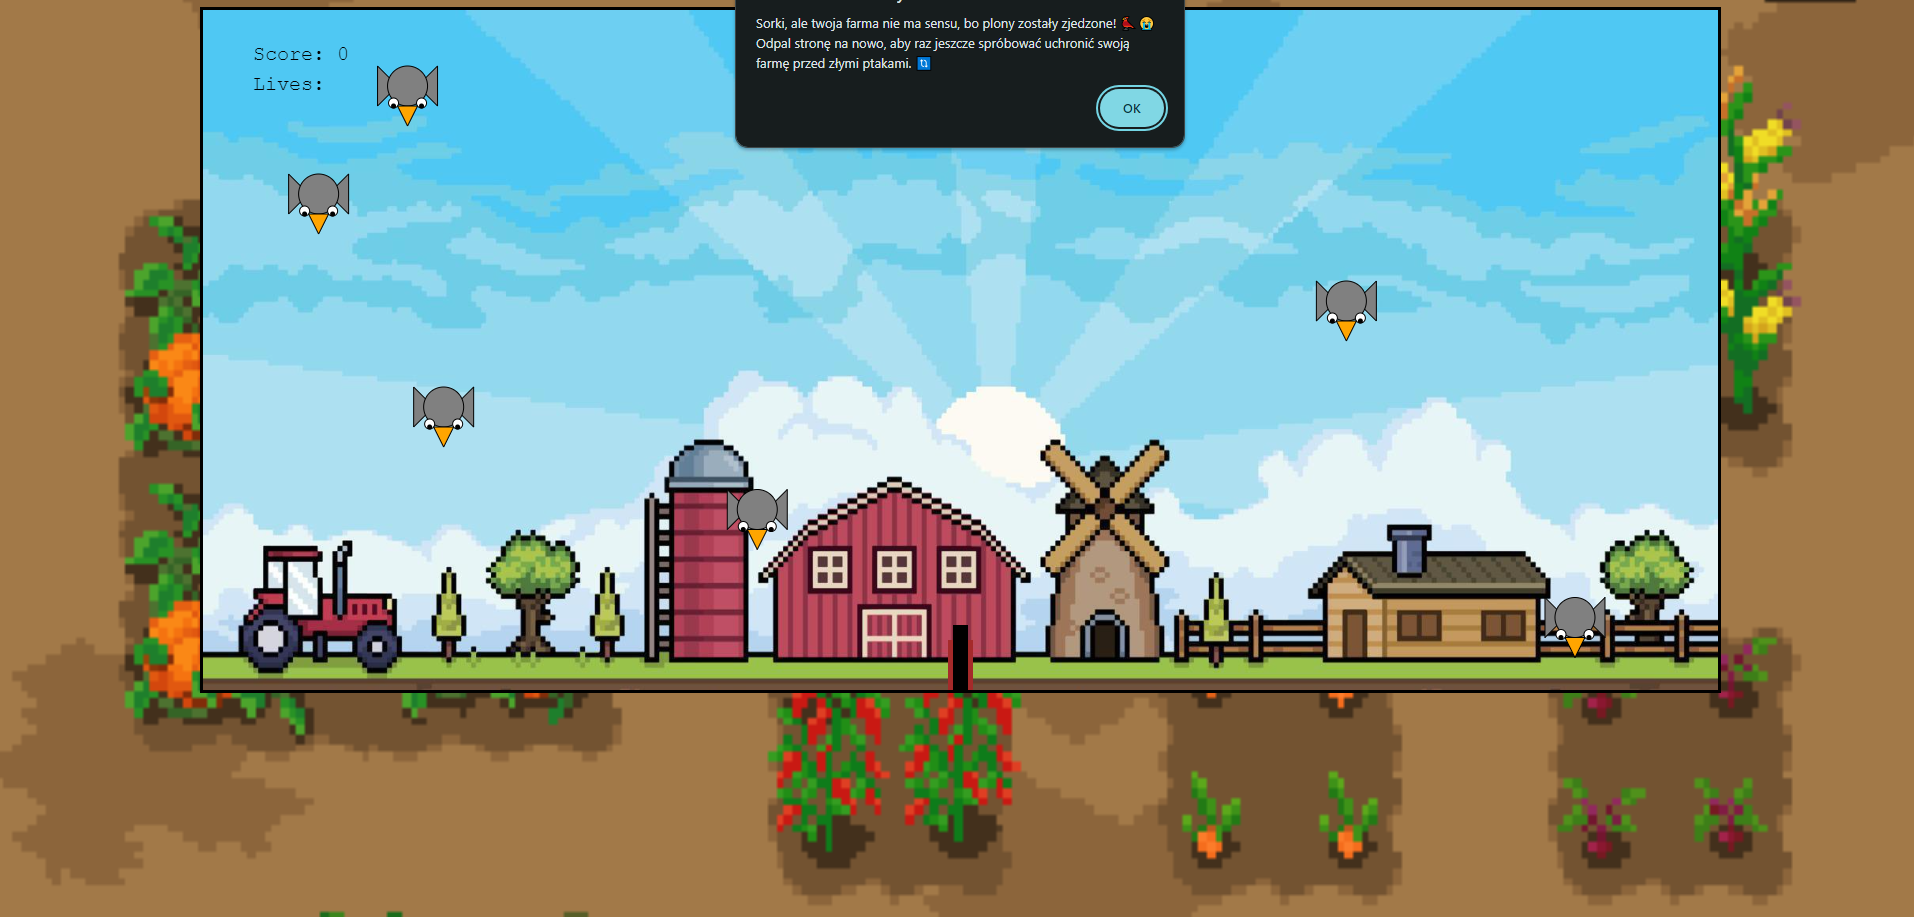 Sorki, ale twoja farma nie ma sensu, bo plony zostały zjedzone! 🐦‍🔥 😭
Odpal stronę na nowo, aby raz jeszcze spróbować uchronić swoją
farmę przed złymi ptakami. 🔃
OK
Score: 0
Lives: